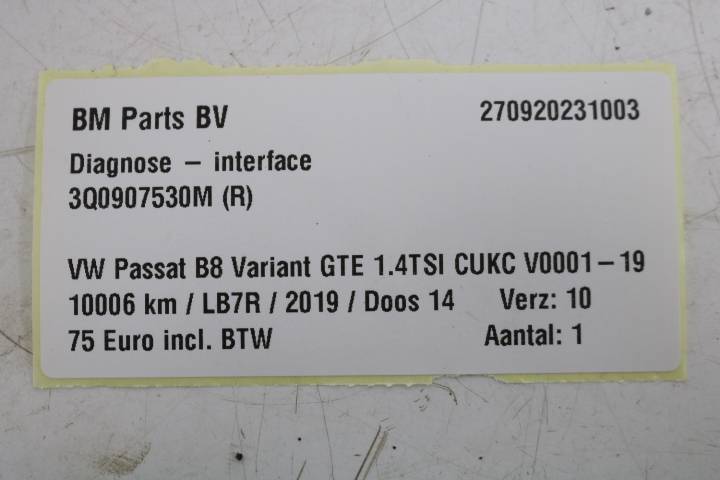 BM Parts BV 270920231003
Diagnose – interface
3Q0907530M (R)
VW Passat B8 Variant GTE 1.4TSI CUKC V0001–19
10006 km / LB7R / 2019 / Doos 14 Verz: 10
75 Euro incl. BTW Aantal: 1